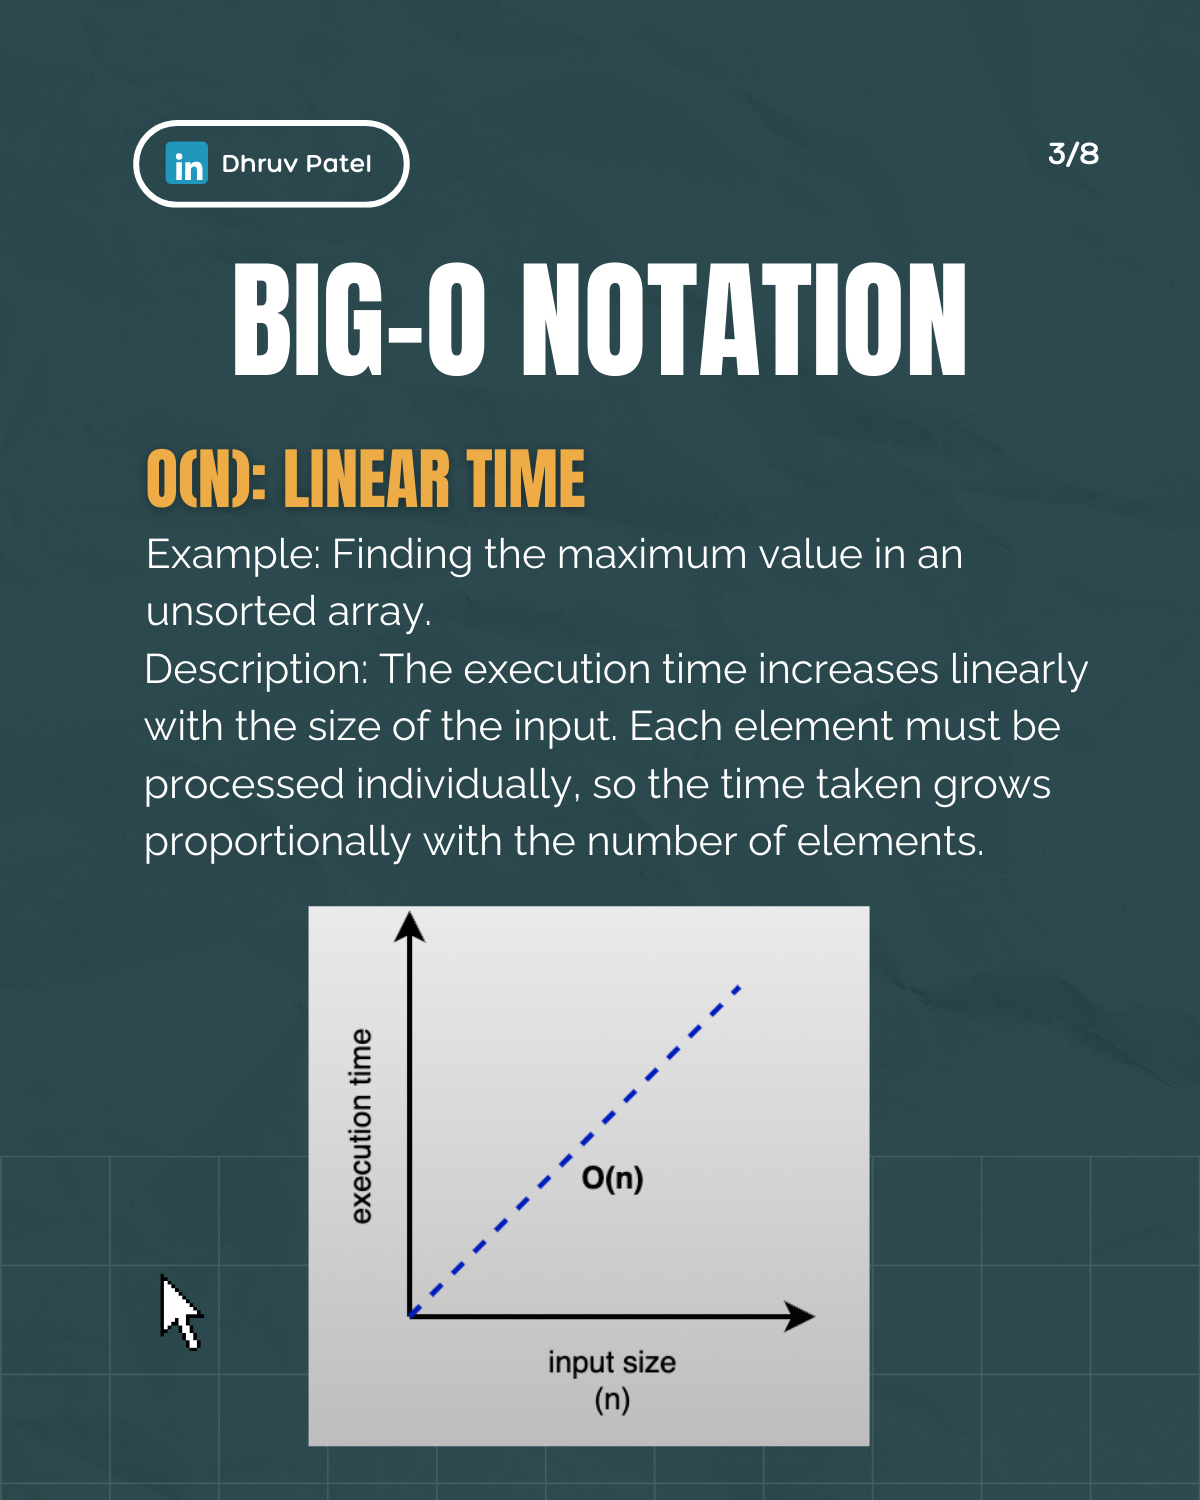 in Dhruv Patel
3/8
BIG-O NOTATION
O(N): LINEAR TIME
Example: Finding the maximum value in an
unsorted array.
Description: The execution time increases linearly
with the size of the input. Each element must be
processed individually, so the time taken grows
proportionally with the number of elements.
execution time
O(n)
input size
(n)